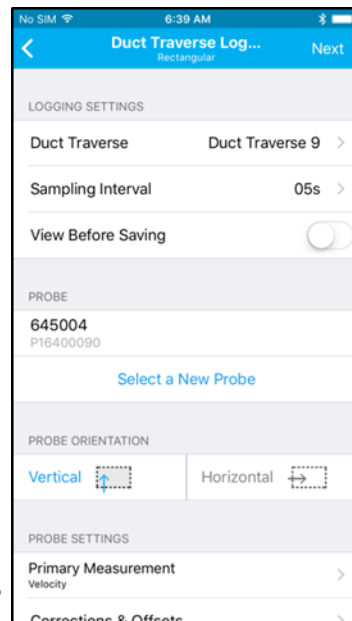 No SIM 6:39 AM
Duct Traverse Log... Next
Rectangular
LOGGING SETTINGS
Duct Traverse Duct Traverse 9
Sampling Interval 05s
View Before Saving
PROBE
645004
P16400090
Select a New Probe
PROBE ORIENTATION
Vertical Horizontal
PROBE SETTINGS
Primary Measurement
Velocity
Corrections & Offsets